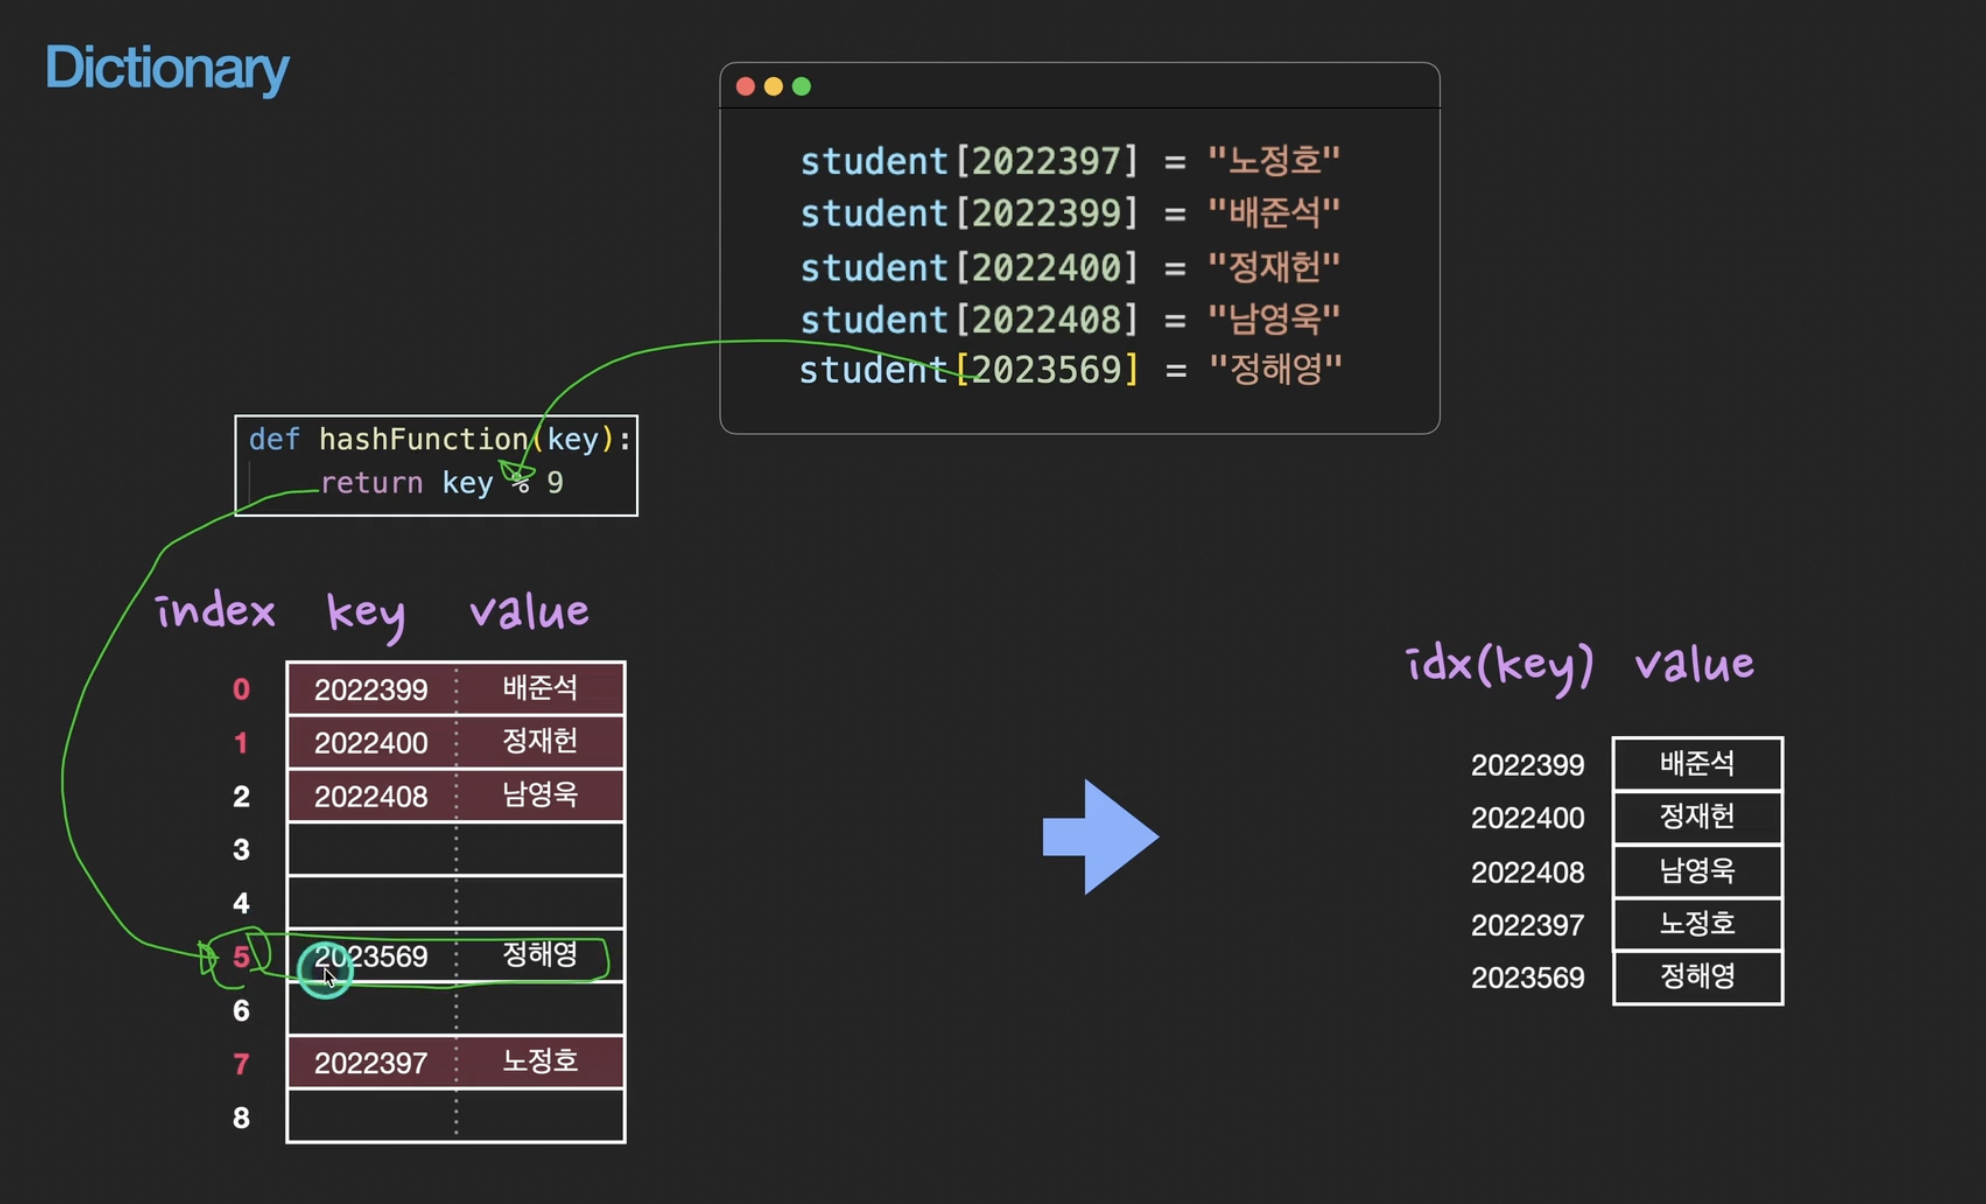 Dictionary
student[2022397] = "노정호"
student[2022399] = "배준석"
student[2022400] = "정재헌"
student[2022408] = "남영욱"
student[2023569] = "정해영"
def hashFunction(key):
return key % 9
index key value
0 2022399 배준석
1 2022400 정재헌
2 2022408 남영욱
3
4
5 2023569 정해영
6
7 2022397 노정호
8
idx(key) value
2022399 배준석
2022400 정재헌
2022408 남영욱
2022397 노정호
2023569 정해영